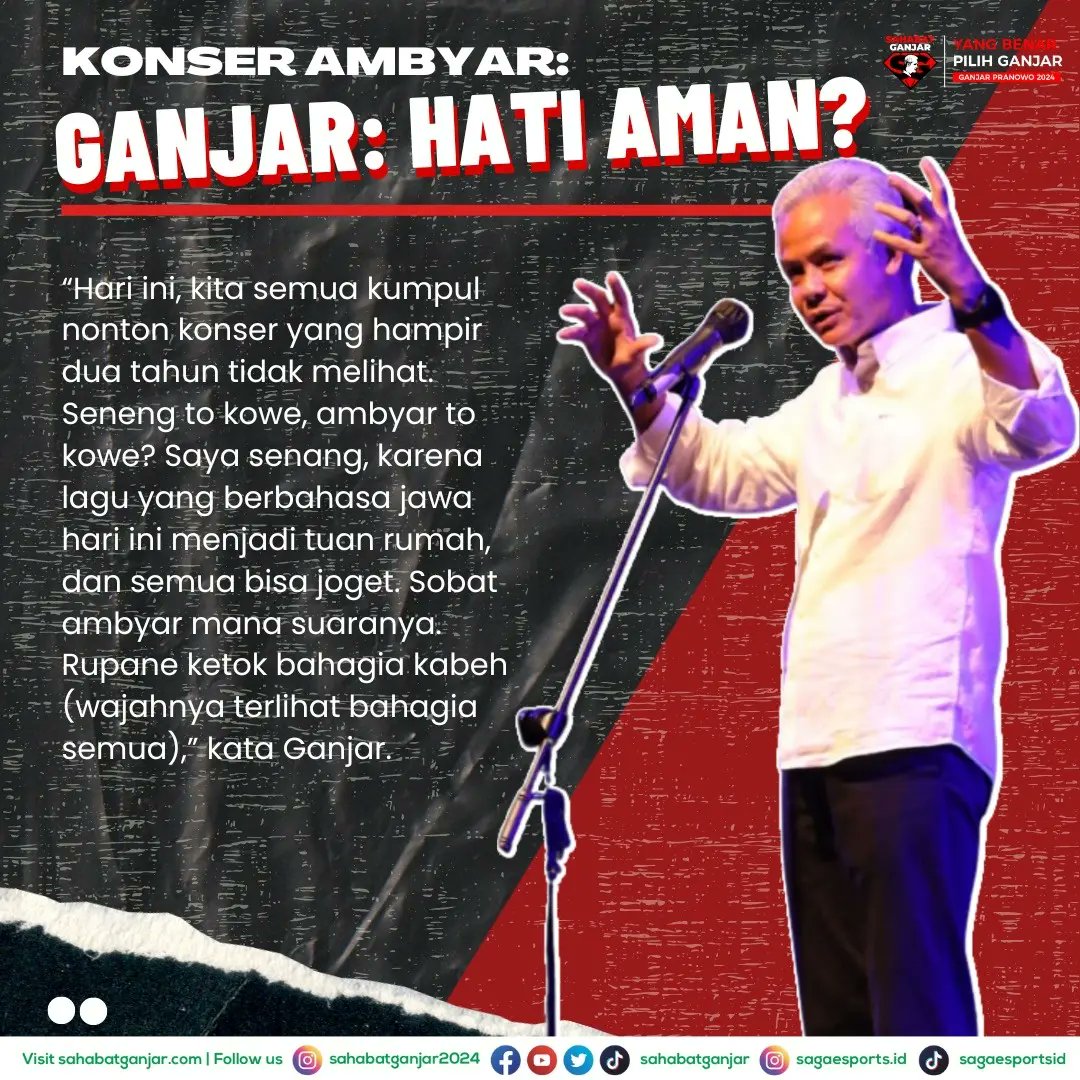 KONSER AMBYAR:
GANJAR: HATI AMAN?
SAHABAT
GANJAR
YANG BENER
PILIH GANJAR
GANJAR PRANOWO 2024
“Hari ini, kita semua kumpul
nonton konser yang hampir
dua tahun tidak melihat.
Seneng to kowe, ambyar to
kowe? Saya senang, karena
lagu yang berbahasa jawa
hari ini menjadi tuan rumah,
dan semua bisa joget. Sobat
ambyar mana suaranya.
Rupane ketok bahagia kabeh
(wajahnya terlihat bahagia
semua),” kata Ganjar.
Visit sahabatganjar.com | Follow us sahabatganjar2024 sahabatganjar sagaesports.id sagaesportsid